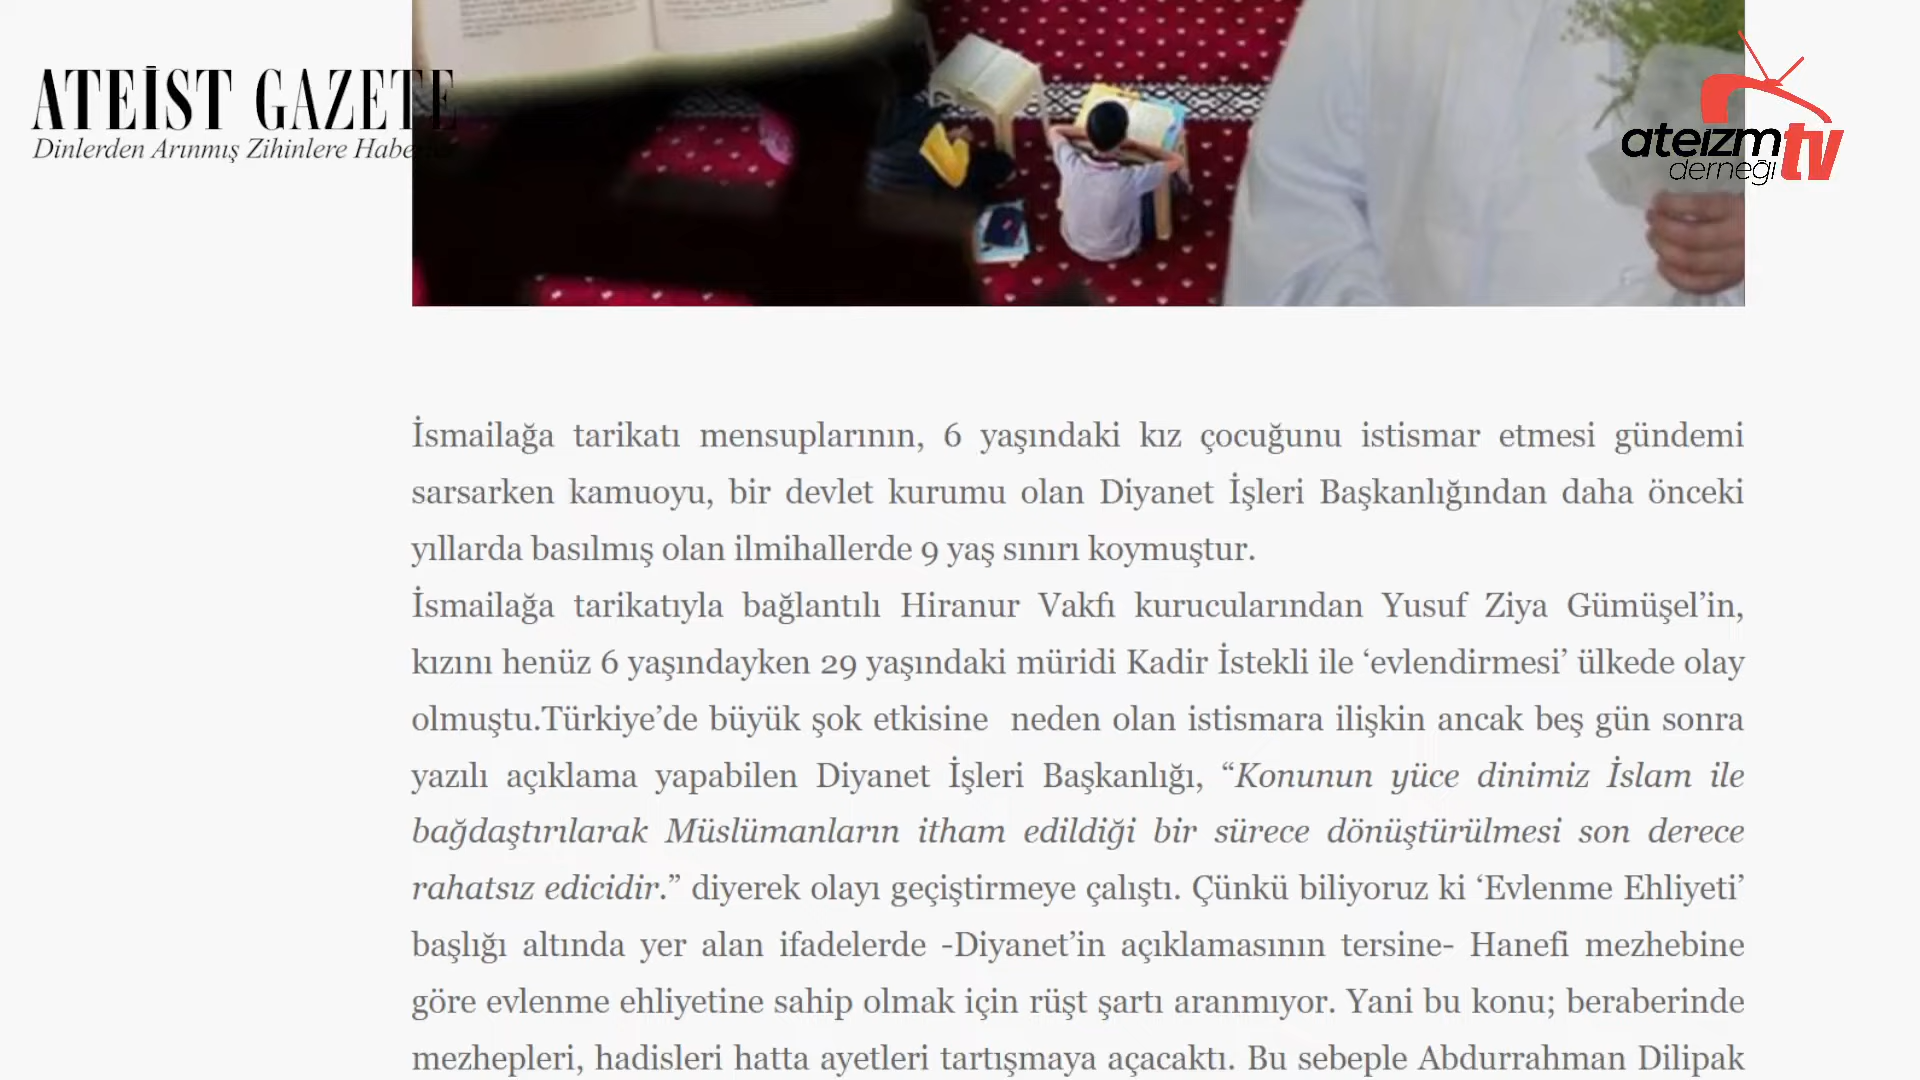 ATEİST GAZETE
Dinlerden Arınmış Zihinlere Haberler
ateizm tv
derneği
İsmailağa tarikatı mensuplarının, 6 yaşındaki kız çocuğunu istismar etmesi gündemi
sarsarken kamuoyu, bir devlet kurumu olan Diyanet İşleri Başkanlığından daha önceki
yıllarda basılmış olan ilmihallerde 9 yaş sınırı koymuştur.
İsmailağa tarikatıyla bağlantılı Hiranur Vakfı kurucularından Yusuf Ziya Gümüşel’in,
kızını henüz 6 yaşındayken 29 yaşındaki müridi Kadir İstekli ile ‘evlendirmesi’ ülkede olay
olmuştu.Türkiye’de büyük şok etkisine neden olan istismara ilişkin ancak beş gün sonra
yazılı açıklama yapabilen Diyanet İşleri Başkanlığı, “Konunun yüce dinimiz İslam ile
bağdaştırılarak Müslümanların itham edildiği bir sürece dönüştürülmesi son derece
rahatsız edicidir.” diyerek olayı geçiştirmeye çalıştı. Çünkü biliyoruz ki ‘Evlenme Ehliyeti’
başlığı altında yer alan ifadelerde -Diyanet’in açıklamasının tersine- Hanefi mezhebine
göre evlenme ehliyetine sahip olmak için rüşt şartı aranmıyor. Yani bu konu; beraberinde
mezhepleri, hadisleri hatta ayetleri tartışmaya açacaktı. Bu sebeple Abdurrahman Dilipak